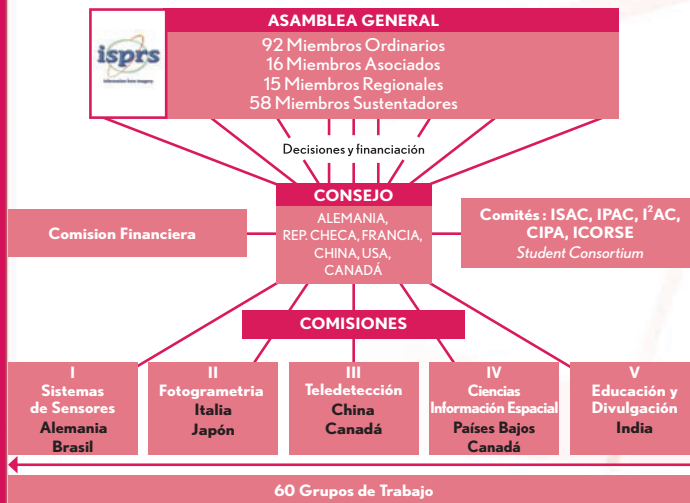 ASAMBLEA GENERAL
isprs
information from imagery
92 Miembros Ordinarios
16 Miembros Asociados
15 Miembros Regionales
58 Miembros Sustentadores
Decisiones y financiación
CONSEJO
ALEMANIA,
REP. CHECA, FRANCIA,
CHINA, USA,
CANADÁ
Comision Financiera
Comités : ISAC, IPAC, I²AC,
CIPA, ICORSE
Student Consortium
COMISIONES
I
Sistemas
de Sensores
Alemania
Brasil
II
Fotogrametria
Italia
Japón
III
Teledetección
China
Canadá
IV
Ciencias
Información Espacial
Países Bajos
Canadá
V
Educación y
Divulgación
India
60 Grupos de Trabajo